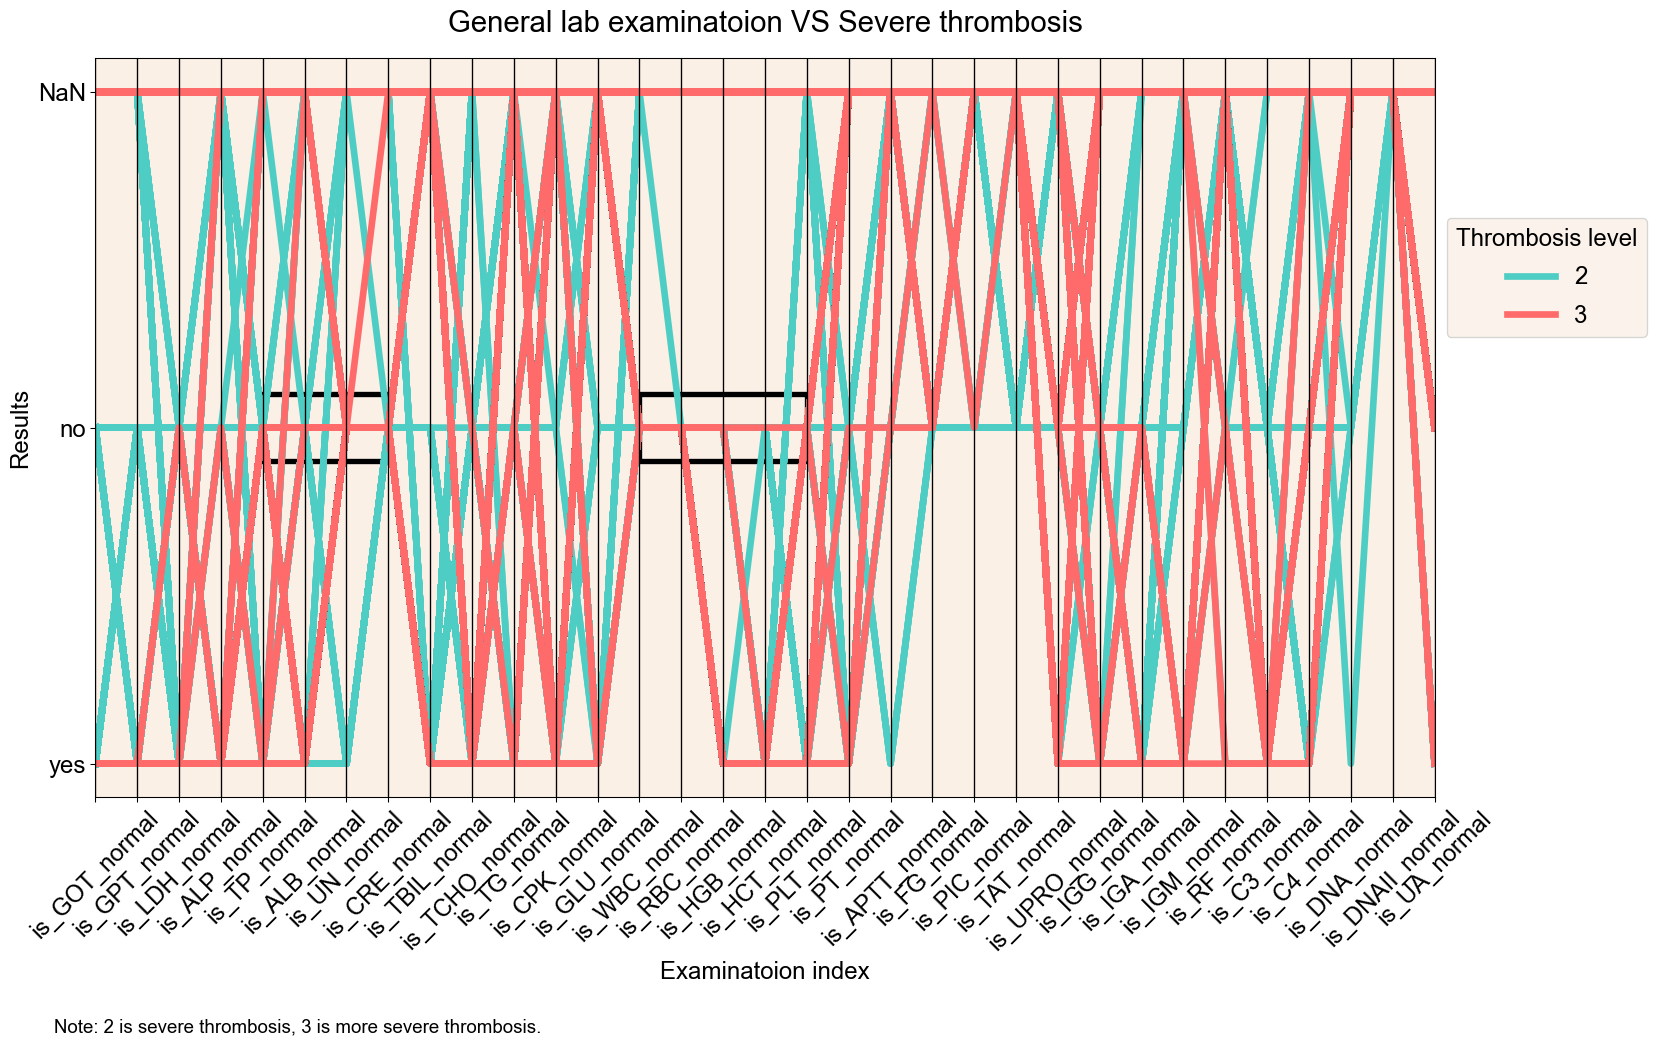 General lab examinatoion VS Severe thrombosis
NaN
no
yes
Results
Thrombosis level
2
3
is_GOT_normal
is_GPT_normal
is_LDH_normal
is_ALP_normal
is_TP_normal
is_ALB_normal
is_UN_normal
is_CRE_normal
is_TBIL_normal
is_TCHO_normal
is_TG_normal
is_CPK_normal
is_GLU_normal
is_WBC_normal
is_RBC_normal
is_HGB_normal
is_HCT_normal
is_PLT_normal
is_PT_normal
is_APTT_normal
is_FG_normal
is_PIC_normal
is_TAT_normal
is_UPRO_normal
is_IGG_normal
is_IGA_normal
is_IGM_normal
is_RF_normal
is_C3_normal
is_C4_normal
is_DNA_normal
is_DNAII_normal
is_UA_normal
Examinatoion index
Note: 2 is severe thrombosis, 3 is more severe thrombosis.